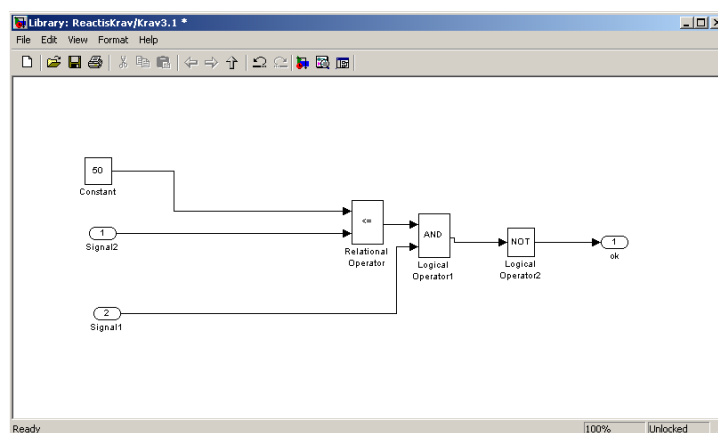 Library: ReactisKrav/Krav3.1 *
File Edit View Format Help
50
Constant
1
Signal2
<=
Relational
Operator
AND
Logical
Operator1
NOT
Logical
Operator2
1
ok
2
Signal1
Ready 100% Unlocked